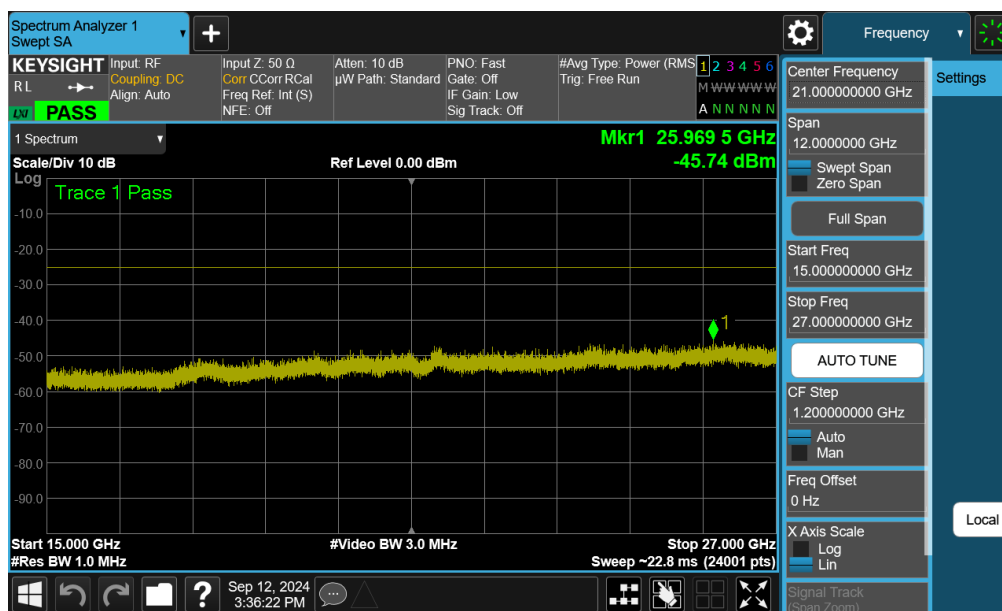 Spectrum Analyzer 1
Swept SA
+
Frequency
KEYSIGHT
RL
LXI
PASS
Input: RF
Coupling: DC
Align: Auto
Input Z: 50 Ω
Corr CCorr RCal
Freq Ref: Int (S)
NFE: Off
Atten: 10 dB
µW Path: Standard
PNO: Fast
Gate: Off
IF Gain: Low
Sig Track: Off
#Avg Type: Power (RMS
Trig: Free Run
1 2 3 4 5 6
M W W W W W
A N N N N N
1 Spectrum
Mkr1 25.969 5 GHz
Scale/Div 10 dB
Ref Level 0.00 dBm
-45.74 dBm
Log
Trace 1 Pass
-10.0
-20.0
-30.0
-40.0
1
-50.0
-60.0
-70.0
-80.0
-90.0
Start 15.000 GHz
#Video BW 3.0 MHz
Stop 27.000 GHz
#Res BW 1.0 MHz
Sweep ~22.8 ms (24001 pts)
?
Sep 12, 2024
3:36:22 PM
Center Frequency
21.000000000 GHz
Settings
Span
12.0000000 GHz
Swept Span
Zero Span
Full Span
Start Freq
15.000000000 GHz
Stop Freq
27.000000000 GHz
AUTO TUNE
CF Step
1.200000000 GHz
Auto
Man
Freq Offset
0 Hz
Local
X Axis Scale
Log
Lin
Signal Track
(Span Zoom)